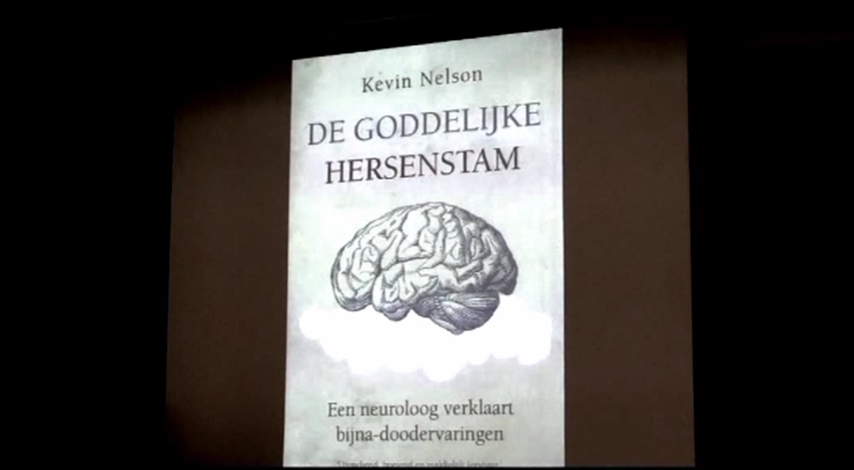 Kevin Nelson
DE GODDELIJKE
HERSENSTAM
Een neuroloog verklaart
bijna-doodervaringen